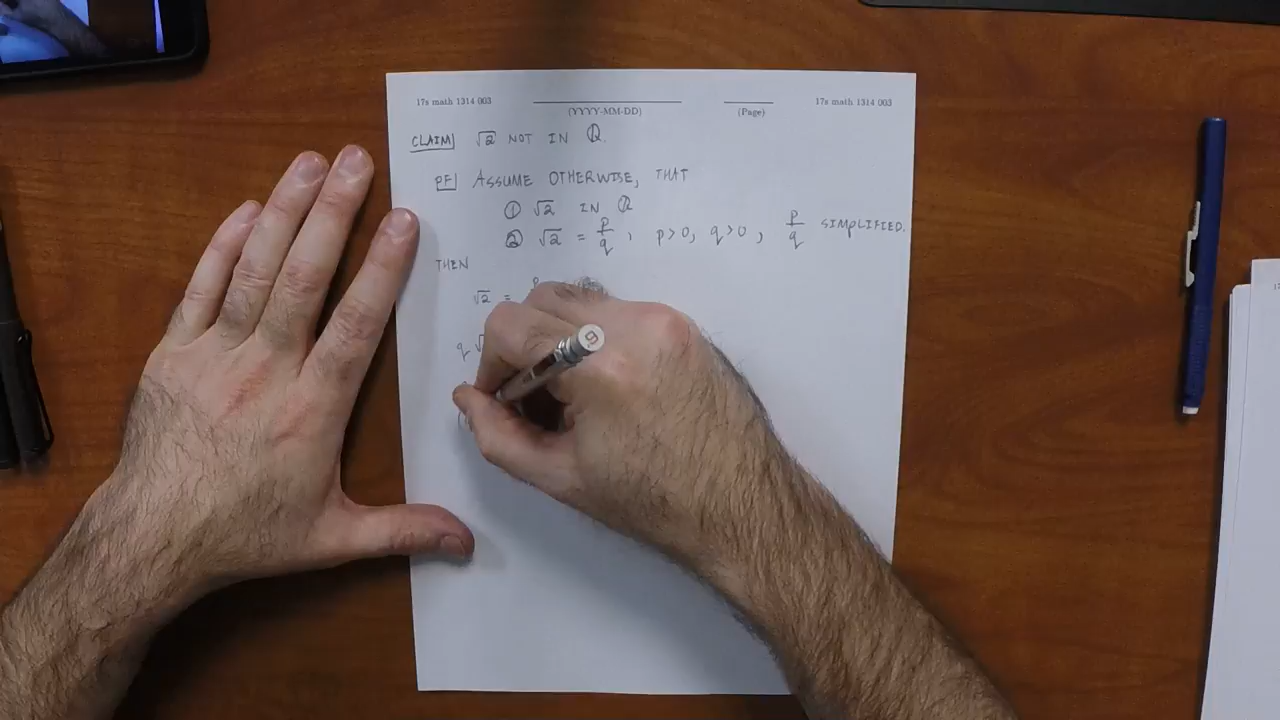 17s math 1314 003 (YYYY-MM-DD) (Page) 17s math 1314 003
CLAIM √2 NOT IN ℚ.
PF ASSUME OTHERWISE, THAT
① √2 IN ℚ
② √2 = p/q , p>0, q>0, p/q SIMPLIFIED.
THEN
√2 = p
q √